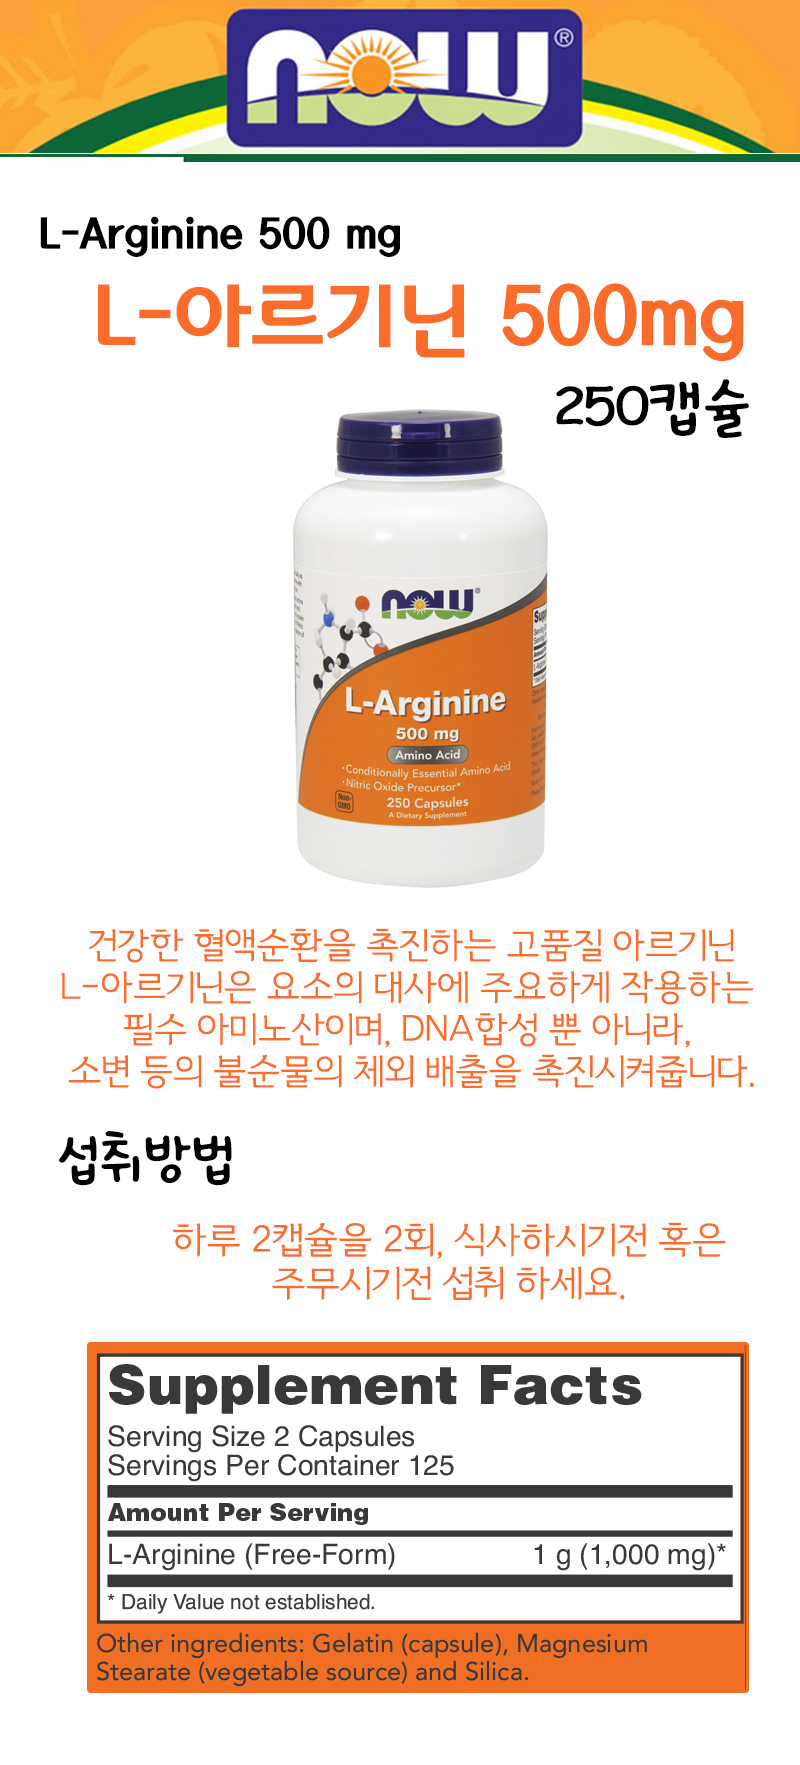 now®
L-Arginine 500 mg
L-아르기닌 500mg
250캡슐
now®
L-Arginine
500 mg
Amino Acid
•Conditionally Essential Amino Acid
•Nitric Oxide Precursor*
Non-GMO
250 Capsules
A Dietary Supplement
건강한 혈액순환을 촉진하는 고품질 아르기닌
L-아르기닌은 요소의 대사에 주요하게 작용하는
필수 아미노산이며, DNA합성 뿐 아니라,
소변 등의 불순물의 체외 배출을 촉진시켜줍니다.
섭취방법
하루 2캡슐을 2회, 식사하시기전 혹은
주무시기전 섭취 하세요.
Supplement Facts
Serving Size 2 Capsules
Servings Per Container 125
Amount Per Serving
L-Arginine (Free-Form) 1 g (1,000 mg)*
* Daily Value not established.
Other ingredients: Gelatin (capsule), Magnesium
Stearate (vegetable source) and Silica.